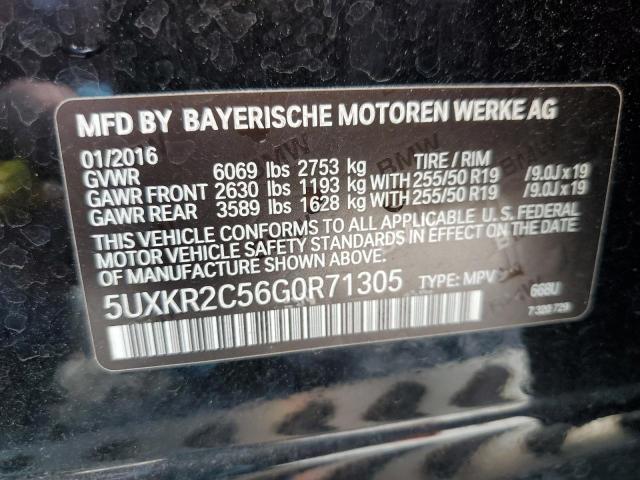 MFD BY BAYERISCHE MOTOREN WERKE AG
01/2016
GVWR 6069 lbs 2753 kg TIRE / RIM
GAWR FRONT 2630 lbs 1193 kg WITH 255/50 R19 /9.0J x 19
GAWR REAR 3589 lbs 1628 kg WITH 255/50 R19 /9.0J x 19
THIS VEHICLE CONFORMS TO ALL APPLICABLE U.S. FEDERAL
MOTOR VEHICLE SAFETY STANDARDS IN EFFECT ON THE
DATE OF MANUFACTURE SHOWN ABOVE.
5UXKR2C56G0R71305 TYPE: MPV 668U
7 320 729